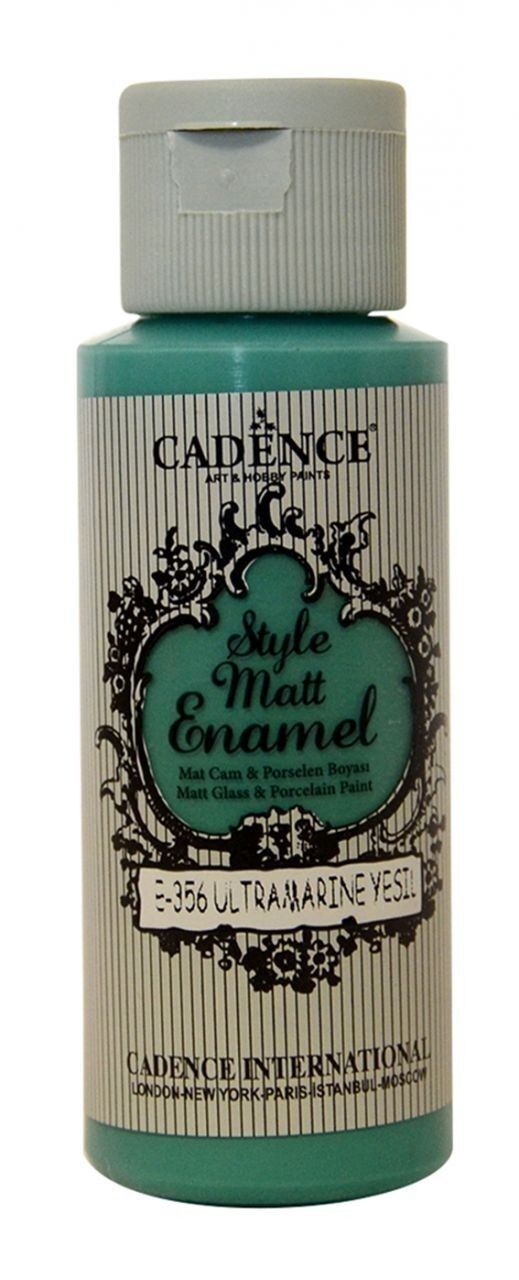 CADENCE®
ART & HOBBY PAINTS
Style
Matt
Enamel
Mat Cam & Porselen Boyası
Matt Glass & Porcelain Paint
E-356 ULTRAMARINE YESIL
CADENCE INTERNATIONAL
LONDON-NEW YORK-PARIS-İSTANBUL-MOSCOW